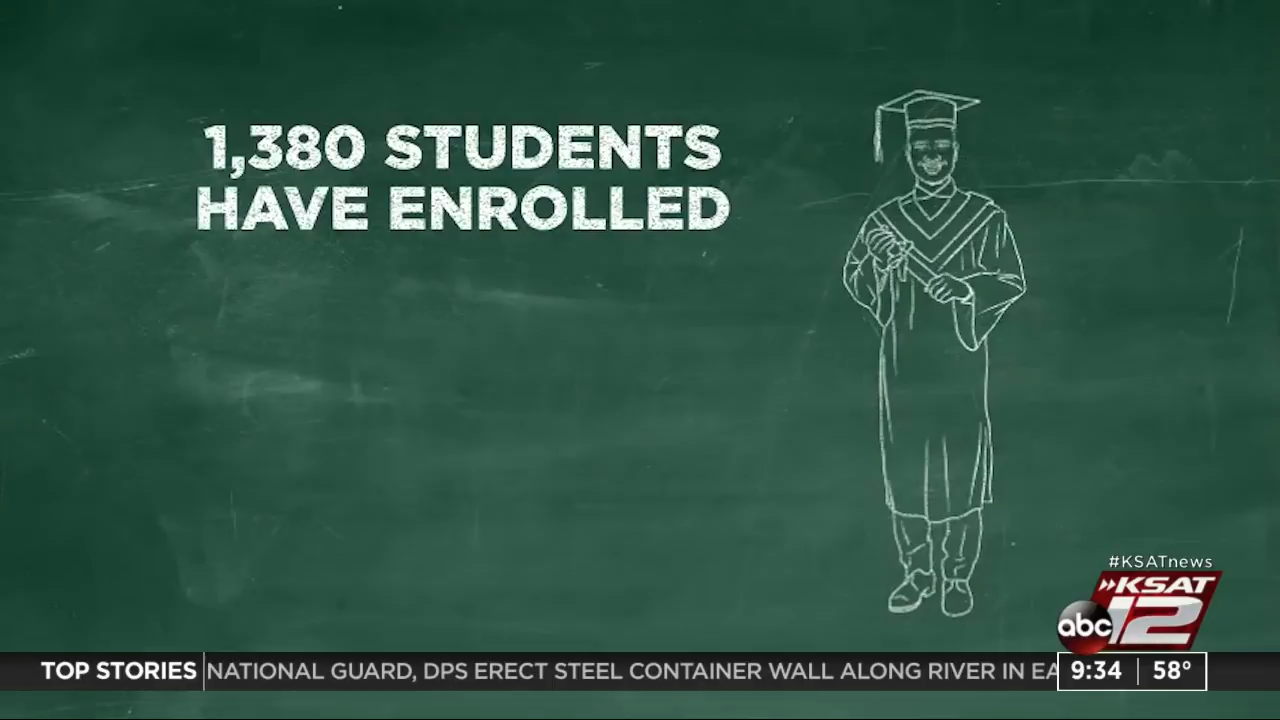 1,380 STUDENTS
HAVE ENROLLED
#KSATnews
KSAT
abc 12
TOP STORIES NATIONAL GUARD, DPS ERECT STEEL CONTAINER WALL ALONG RIVER IN EA 9:34 58°